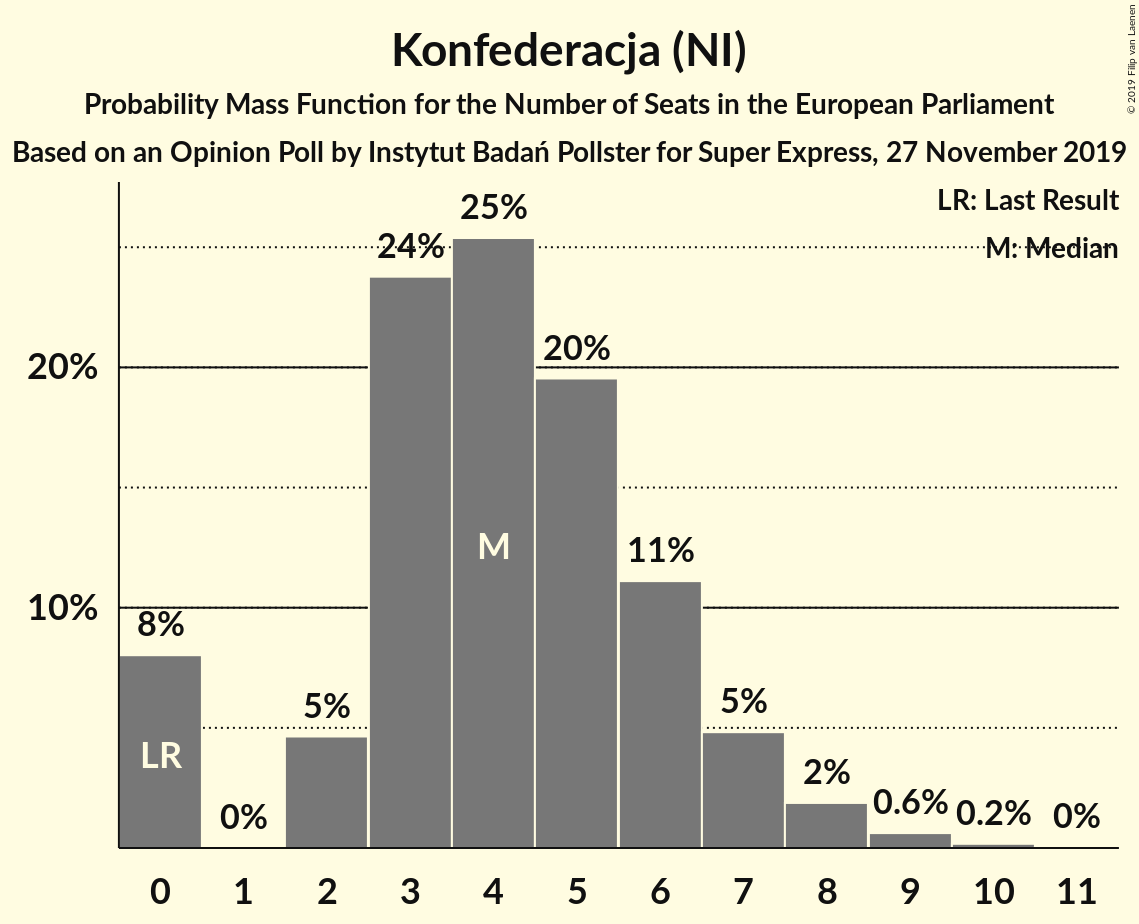 Konfederacja (NI)
Probability Mass Function for the Number of Seats in the European Parliament
Based on an Opinion Poll by Instytut Badań Pollster for Super Express, 27 November 2019
© 2019 Filip van Laenen
LR: Last Result
M: Median
20%
10%
8%
0%
5%
24%
25%
20%
11%
5%
2%
0.6%
0.2%
0%
LR
M
0 1 2 3 4 5 6 7 8 9 10 11